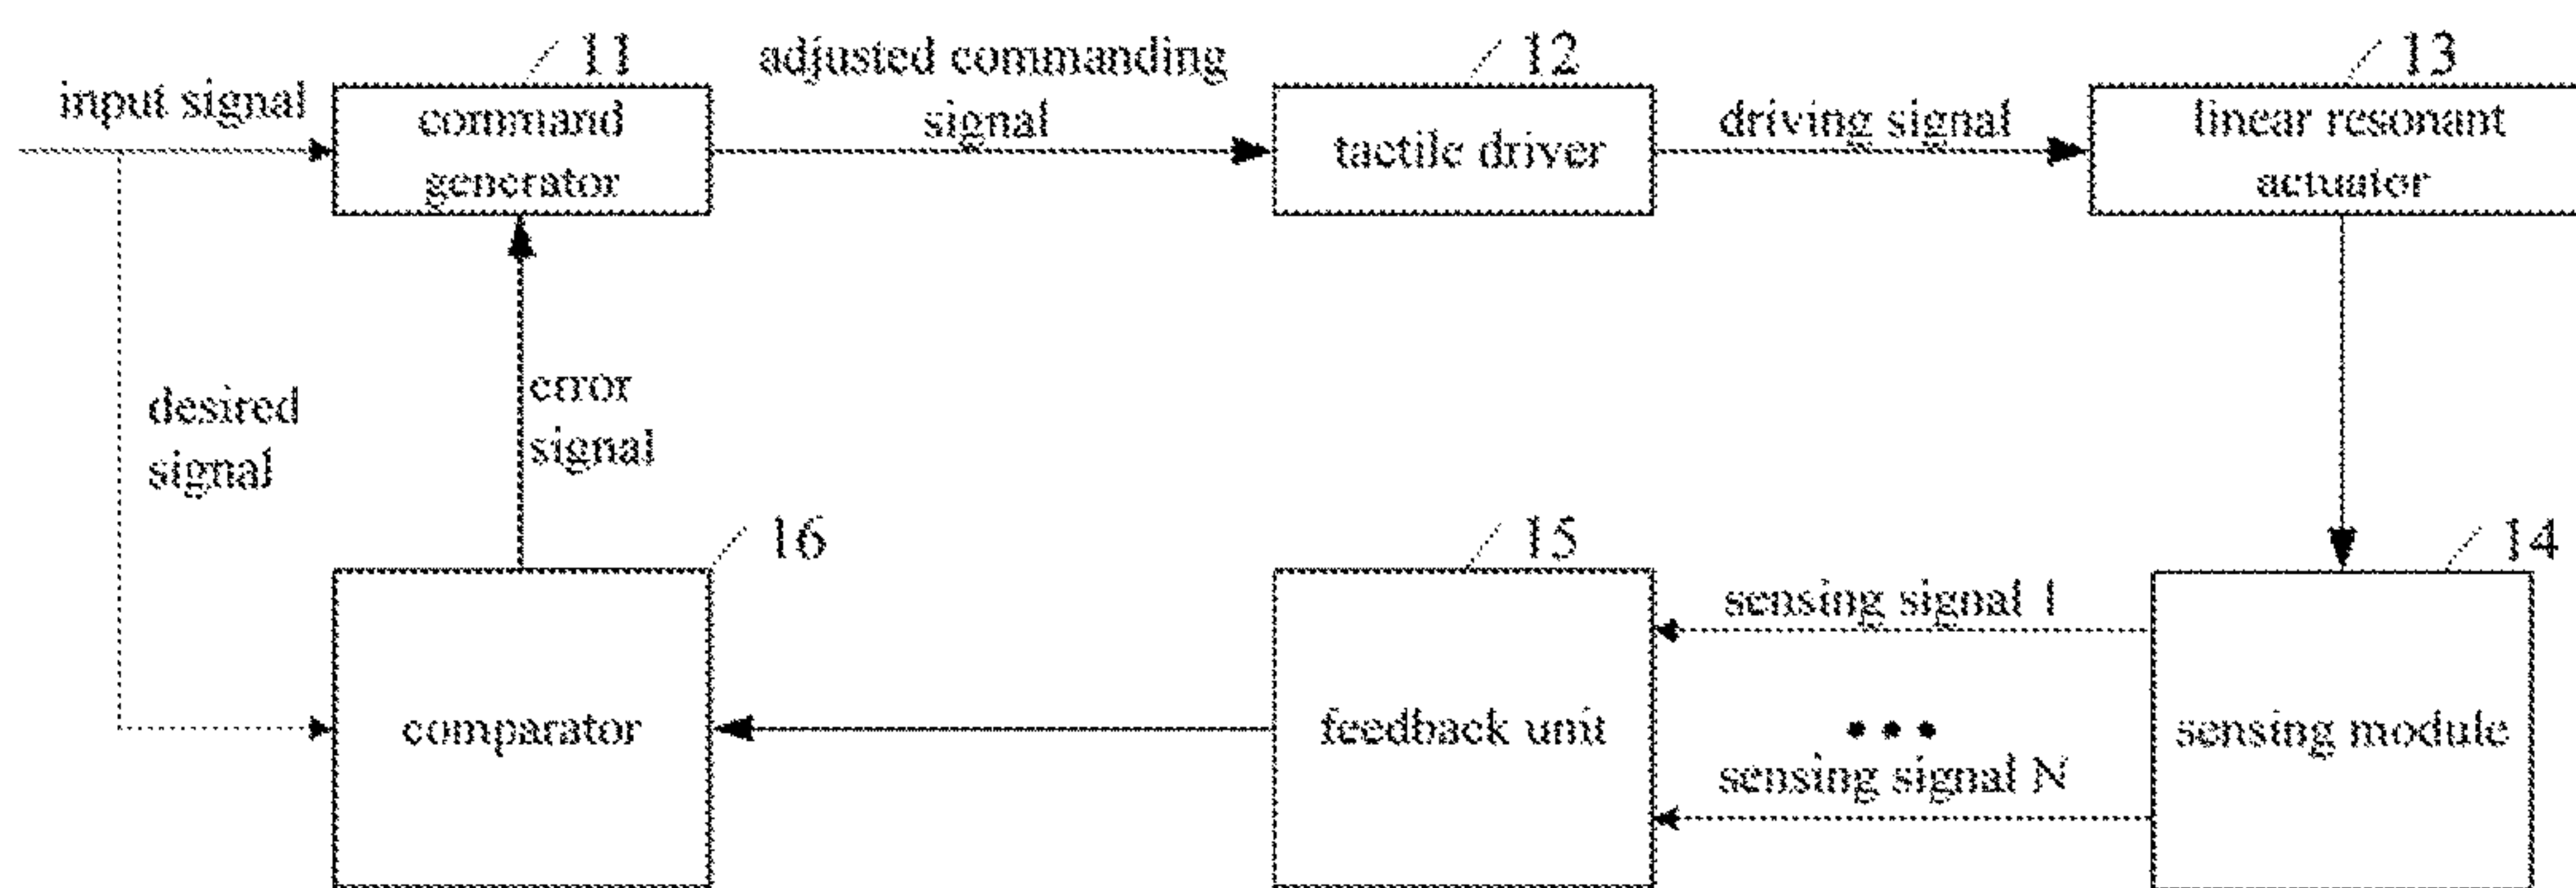 11
adjusted commanding
12
13
input signal
command
generator
signal
tactile driver
driving signal
linear resonant
actuator
desired
signal
error
signal
16
15
14
sensing signal 1
comparator
feedback unit
•••
sensing module
sensing signal N